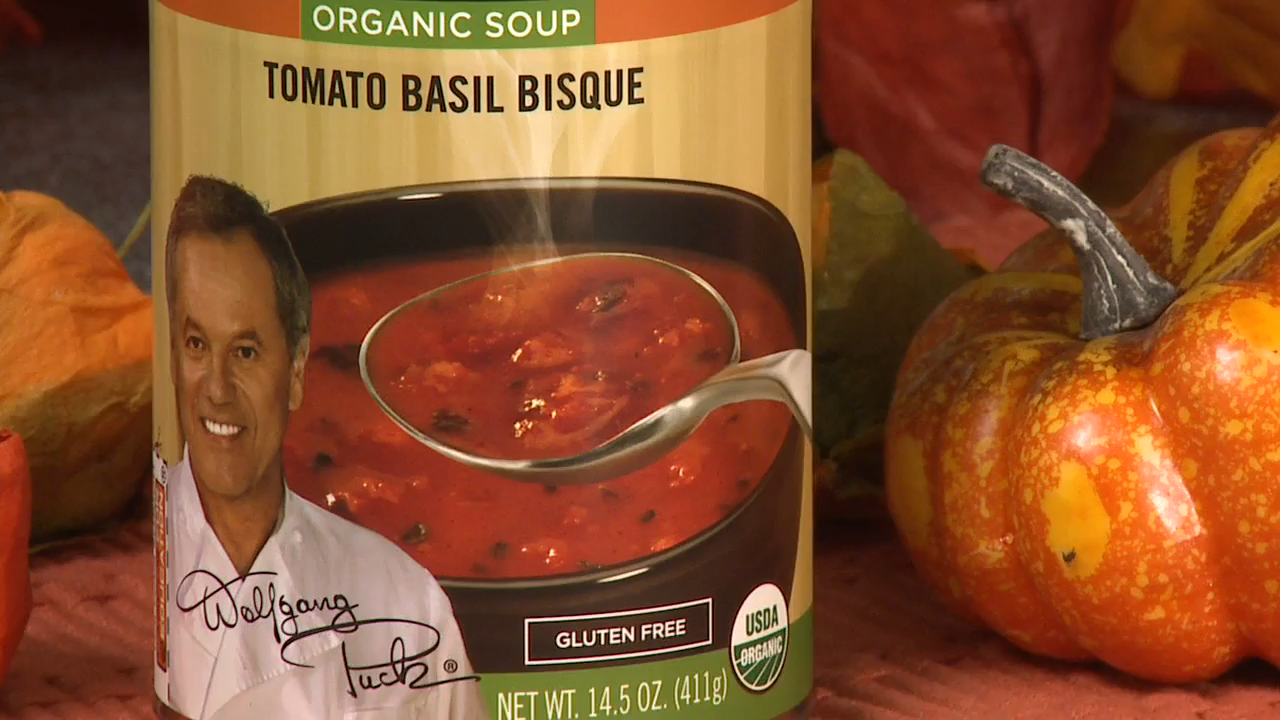 ORGANIC SOUP
TOMATO BASIL BISQUE
Wolfgang
Puck®
GLUTEN FREE
USDA
ORGANIC
NET WT. 14.5 OZ. (411g)